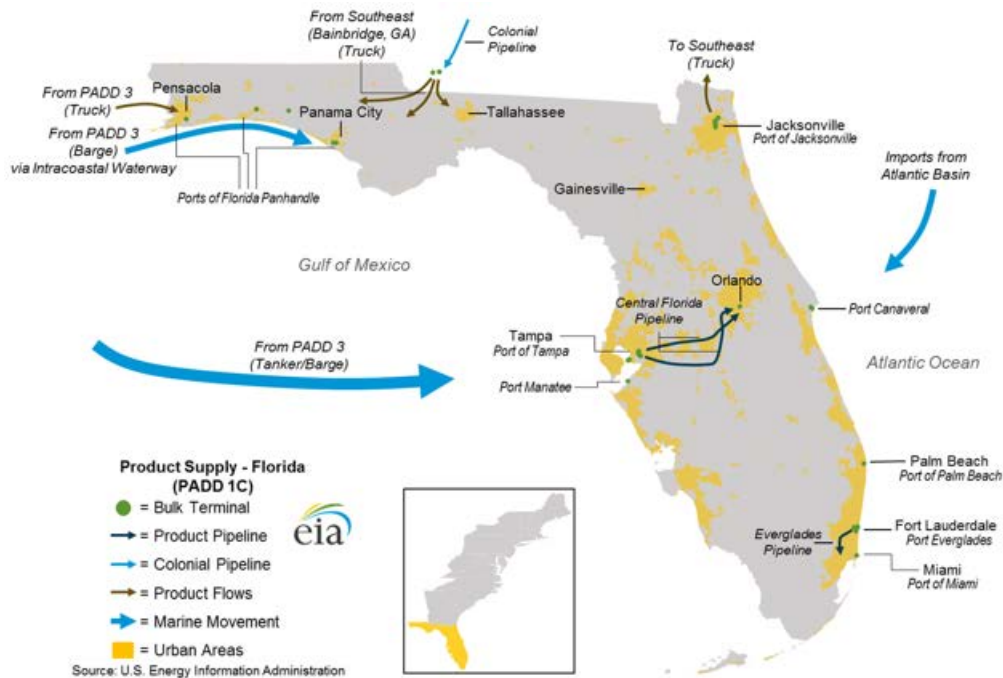 From Southeast
(Bainbridge, GA)
(Truck)
Colonial
Pipeline
To Southeast
(Truck)
From PADD 3
(Truck)
Pensacola
Panama City
Tallahassee
Jacksonville
Port of Jacksonville
From PADD 3
(Barge)
via Intracoastal Waterway
Ports of Florida Panhandle
Gainesville
Imports from
Atlantic Basin
Gulf of Mexico
Orlando
Central Florida
Pipeline
Port Canaveral
Tampa
Port of Tampa
From PADD 3
(Tanker/Barge)
Port Manatee
Atlantic Ocean
Palm Beach
Port of Palm Beach
Fort Lauderdale
Port Everglades
Everglades
Pipeline
Miami
Port of Miami
Product Supply - Florida
(PADD 1C)
= Bulk Terminal
= Product Pipeline
= Colonial Pipeline
= Product Flows
= Marine Movement
= Urban Areas
eia
Source: U.S. Energy Information Administration